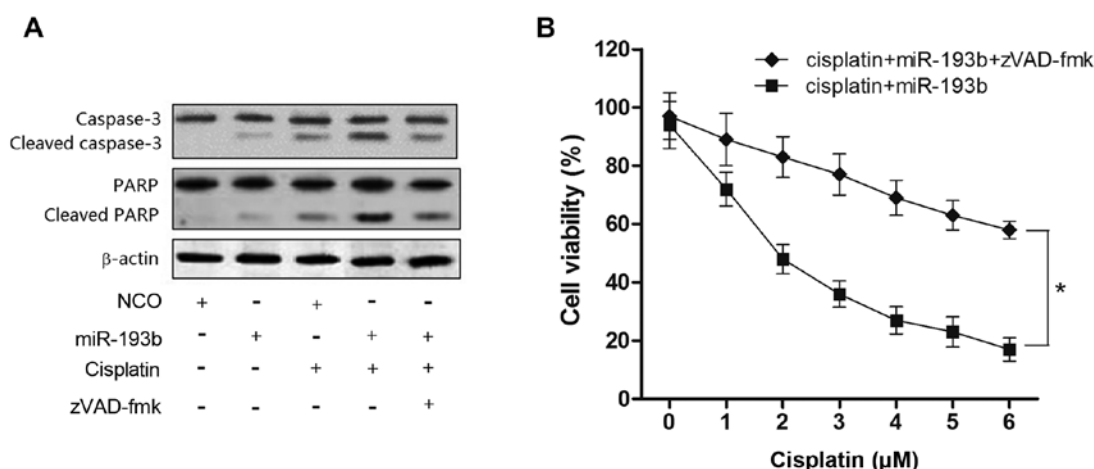 A
Caspase-3
Cleaved caspase-3
PARP
Cleaved PARP
β-actin
NCO + - + - -
miR-193b - + - + +
Cisplatin - - + + +
zVAD-fmk - - - - +
B
120
100
80
60
40
20
0
Cell viability (%)
cisplatin+miR-193b+zVAD-fmk
cisplatin+miR-193b
*
0 1 2 3 4 5 6
Cisplatin (μM)